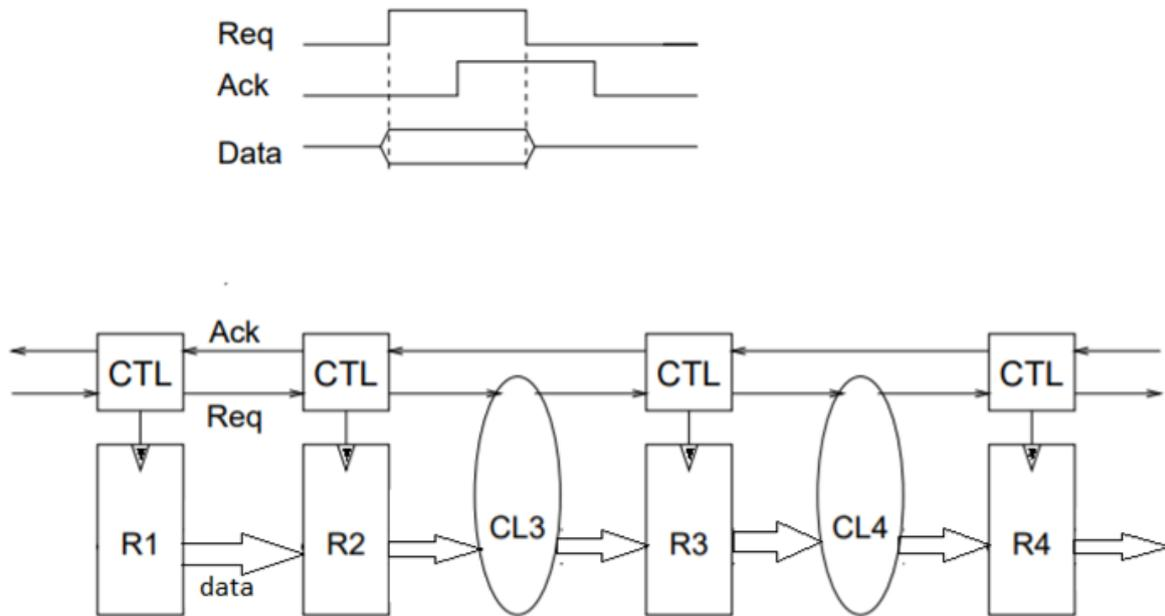 Req
Ack
Data
Ack
CTL CTL CTL CTL
Req
R1 R2 CL3 R3 CL4 R4
data